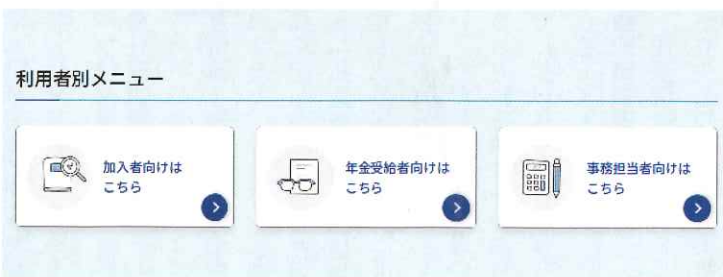 利用者別メニュー
加入者向けは
こちら
年金受給者向けは
こちら
事務担当者向けは
こちら